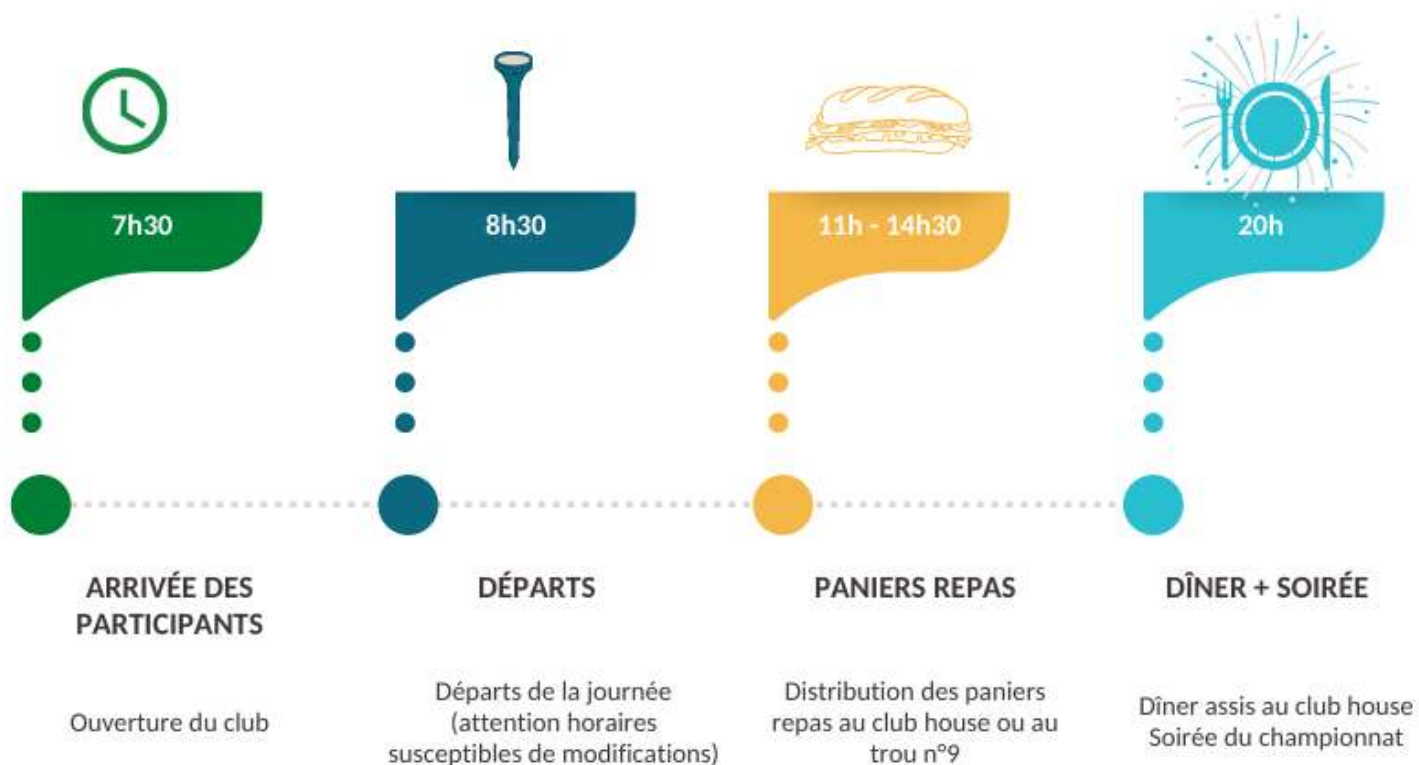 7h30
8h30
11h - 14h30
20h
ARRIVÉE DES
PARTICIPANTS
DÉPARTS
PANIERS REPAS
DÎNER + SOIRÉE
Ouverture du club
Départs de la journée
(attention horaires
susceptibles de modifications)
Distribution des paniers
repas au club house ou au
trou n°9
Dîner assis au club house
Soirée du championnat